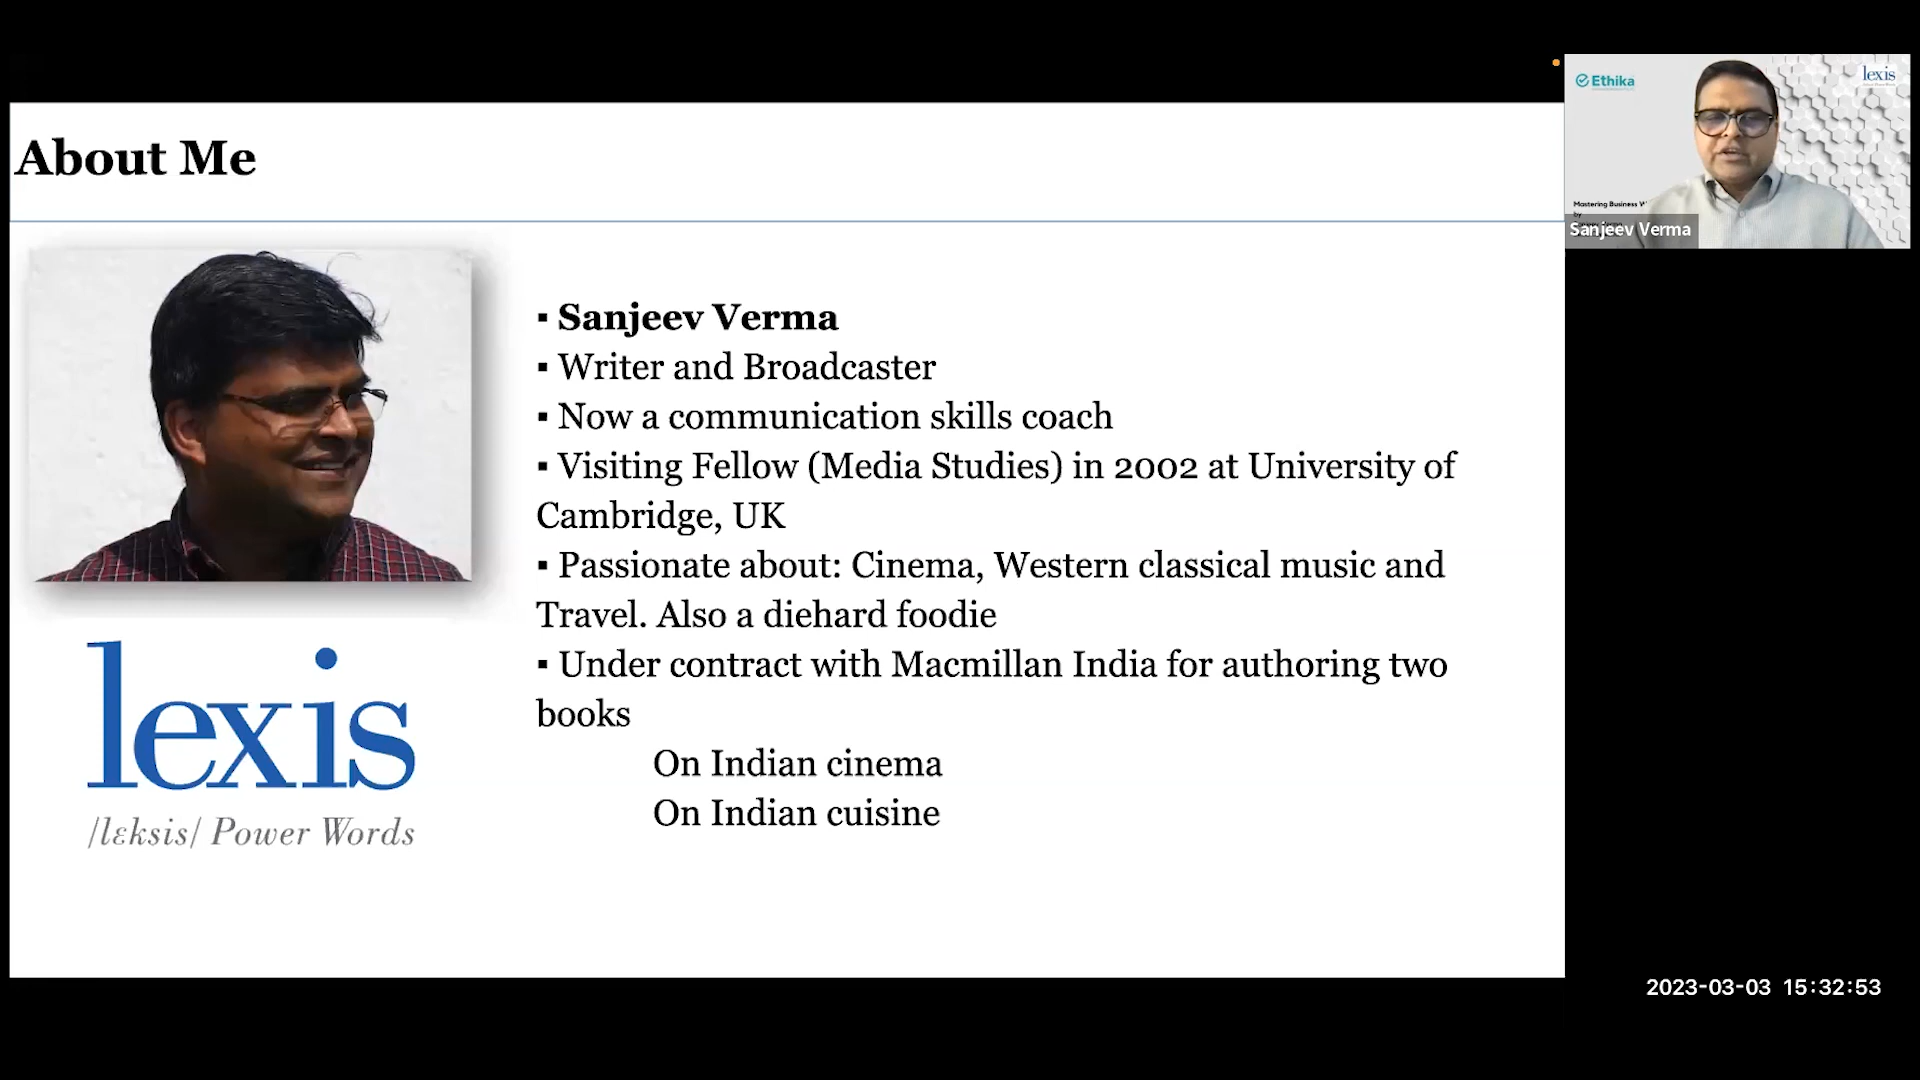 About Me
▪ Sanjeev Verma
▪ Writer and Broadcaster
▪ Now a communication skills coach
▪ Visiting Fellow (Media Studies) in 2002 at University of
Cambridge, UK
▪ Passionate about: Cinema, Western classical music and
Travel. Also a diehard foodie
▪ Under contract with Macmillan India for authoring two
books
On Indian cinema
On Indian cuisine
lexis
/lɛksis/ Power Words
Ethika
lexis
Mastering Business W
by
Sanjeev Verma
2023-03-03 15:32:53